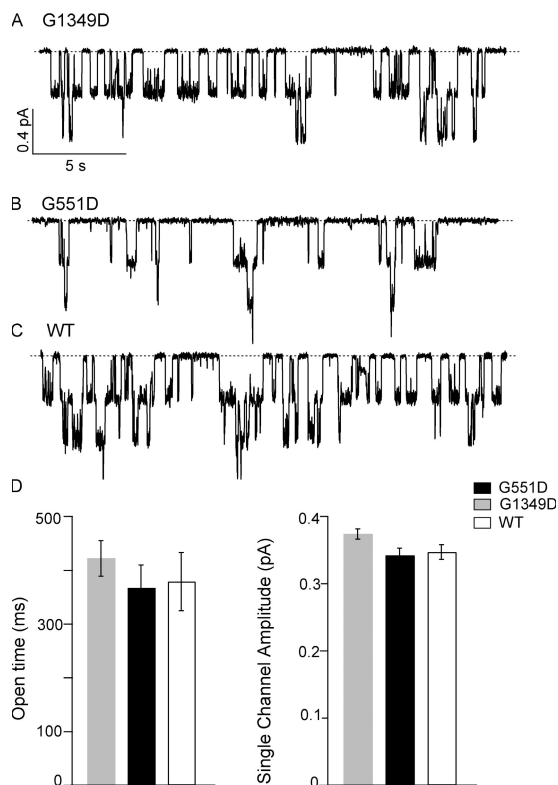 A G1349D
0.4 pA
5 s
B G551D
C WT
D
G551D
G1349D
WT
500
300
100
0
Open time (ms)
0.4
0.3
0.2
0.1
0
Single Channel Amplitude (pA)